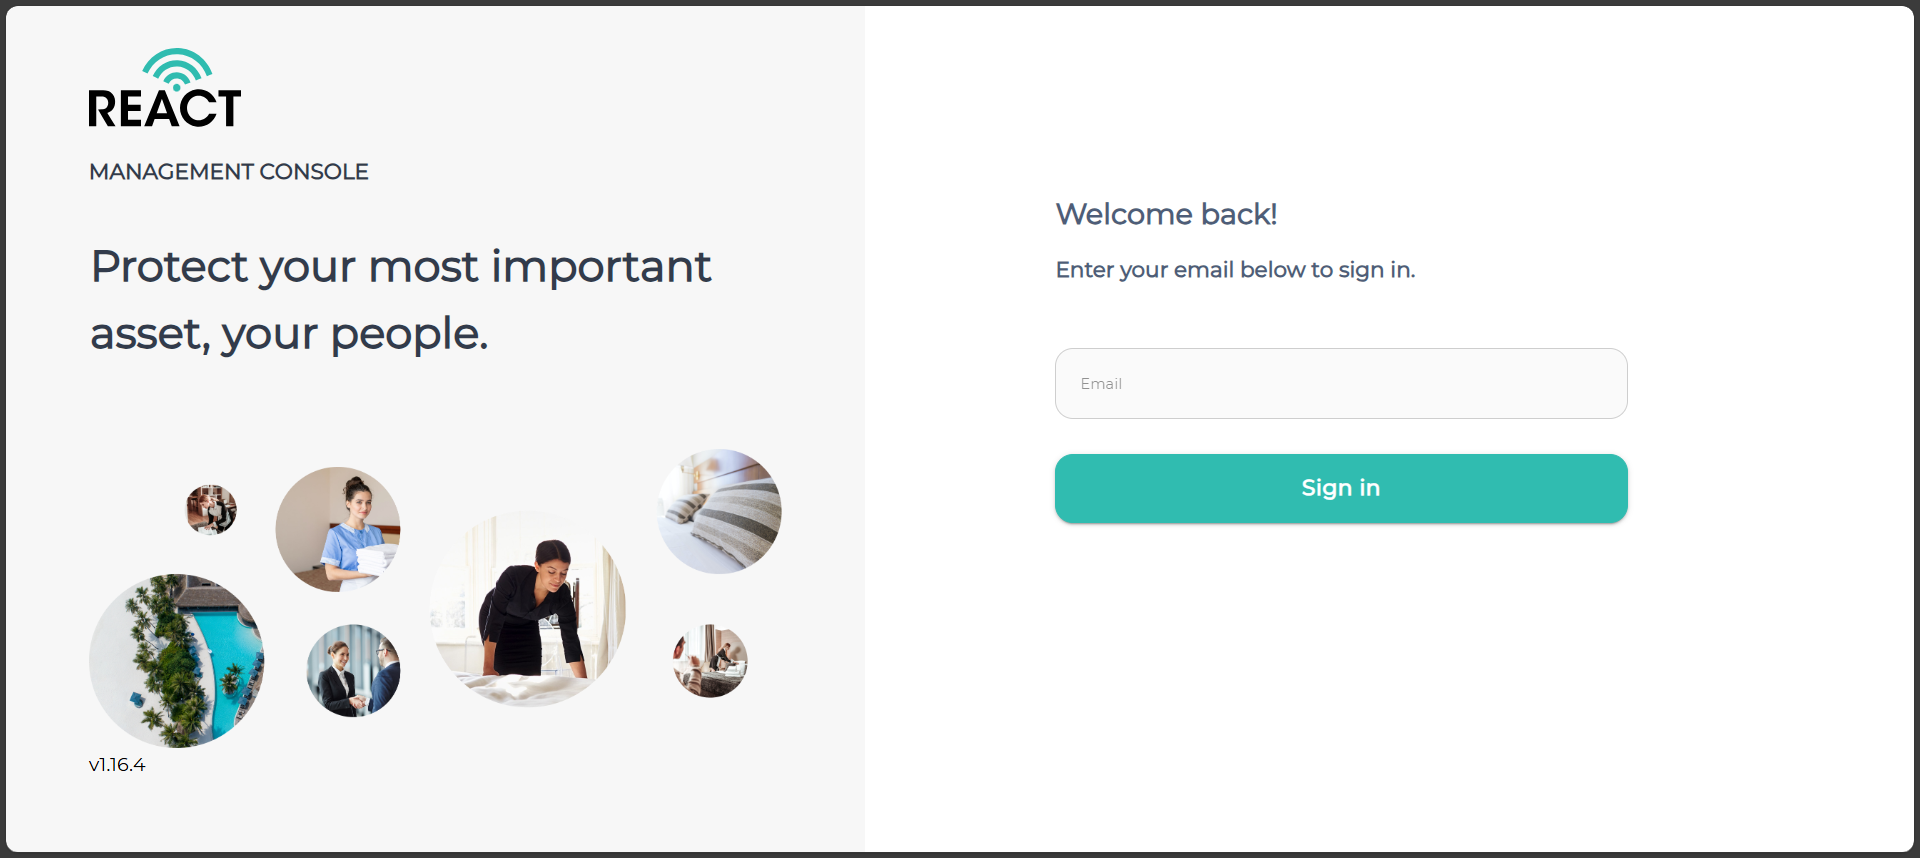 REACT
MANAGEMENT CONSOLE
Protect your most important
asset, your people.
v1.16.4
Welcome back!
Enter your email below to sign in.
Email
Sign in